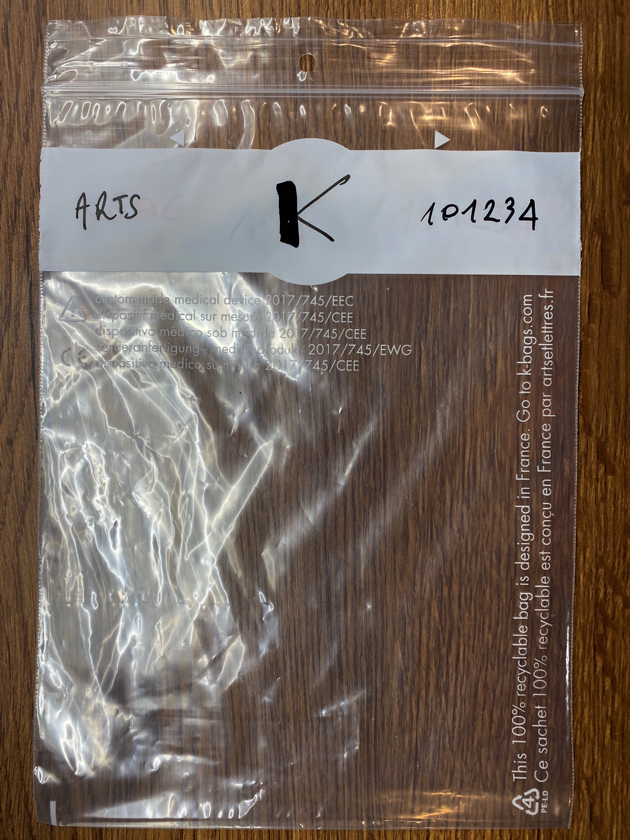 ARTS
K
101234
custom made medical device 2017/745/EEC
dispositif médical sur mesure 2017/745/CEE
dispositivo médico sob medida 2017/745/CEE
Sonderanfertigung medizinprodukt 2017/745/EWG
dispositivo medico su 2017/745/CEE
CE
This 100% recyclable bag is designed in France. Go to k-bags.com
Ce sachet 100% recyclable est conçu en France par artsetlettres.fr
4
PE-LD